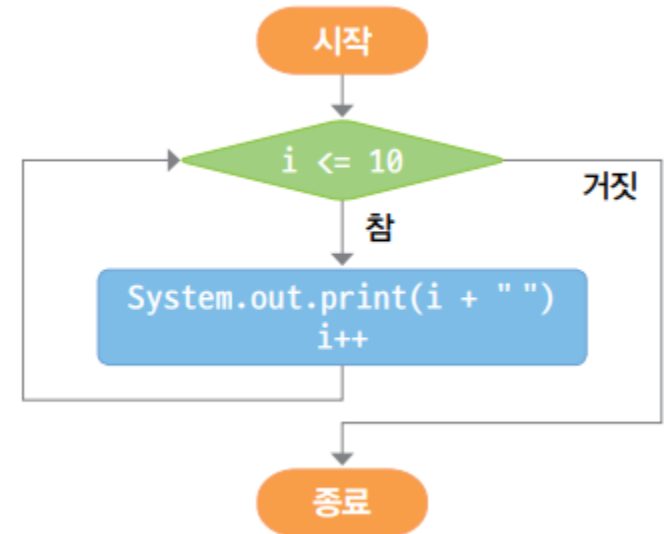 시작
i <= 10
거짓
참
System.out.print(i + " ")
i++
종료